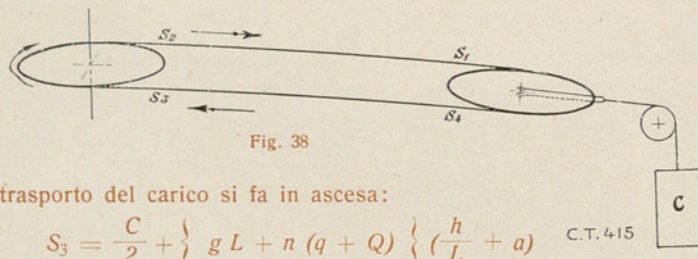 S₂
S₁
S₃
S₄
Fig. 38
C
trasporto del carico si fa in ascesa:
S₃ = C/2 + { g L + n (q + Q) { (h/L + a)
C.T. 415